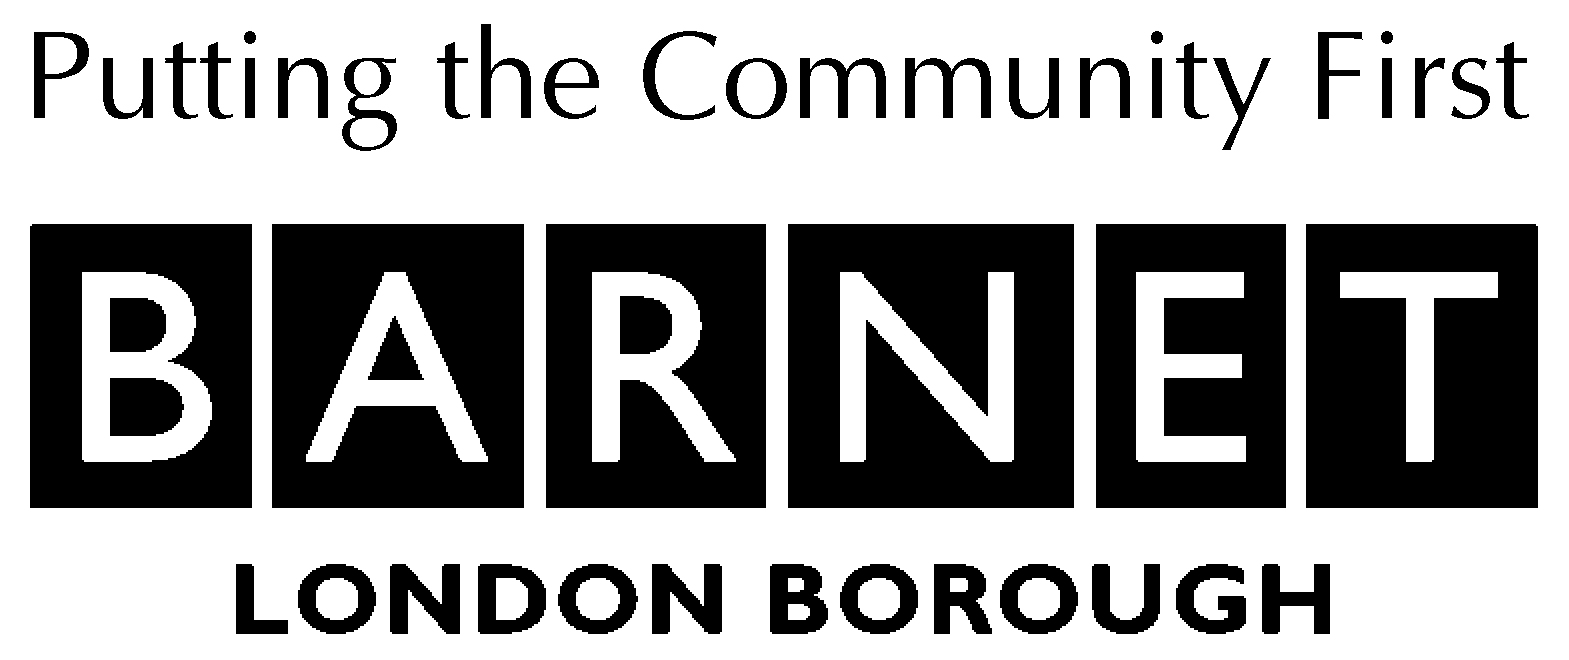 Putting the Community First
BARNET
LONDON BOROUGH